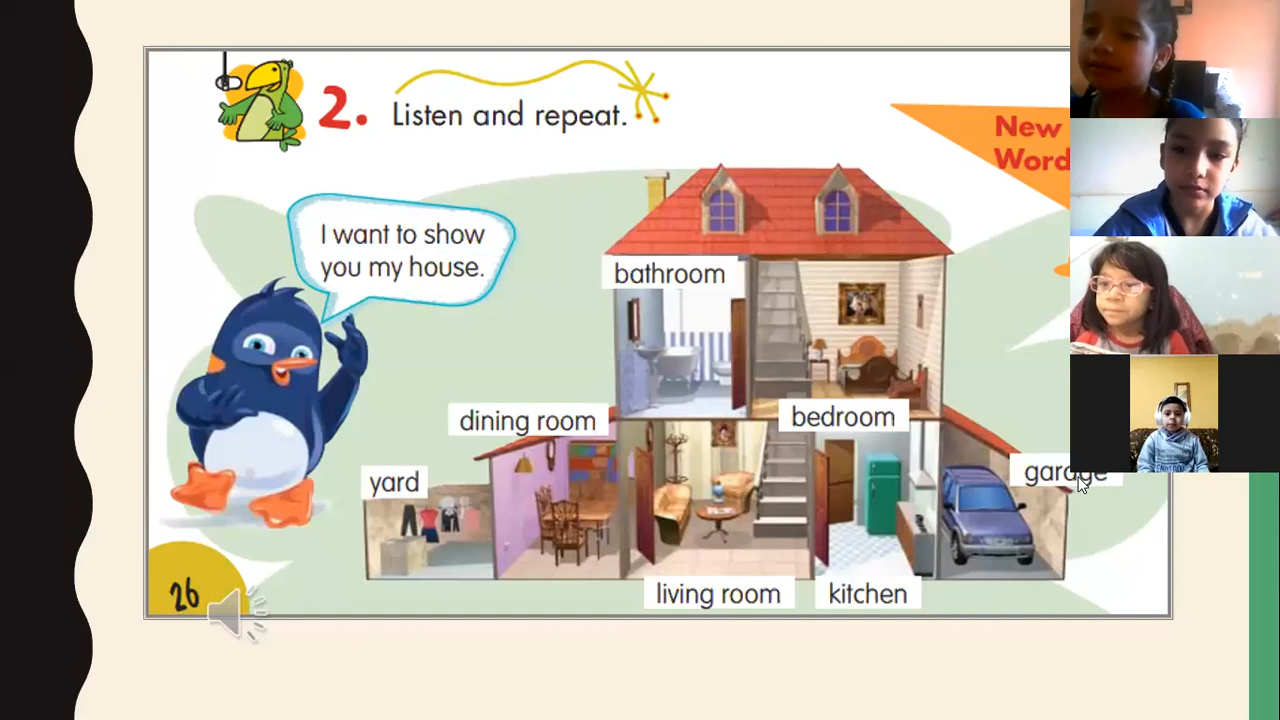 2. Listen and repeat.
New
Word
I want to show
you my house.
bathroom
dining room
bedroom
yard
garage
living room
kitchen
26